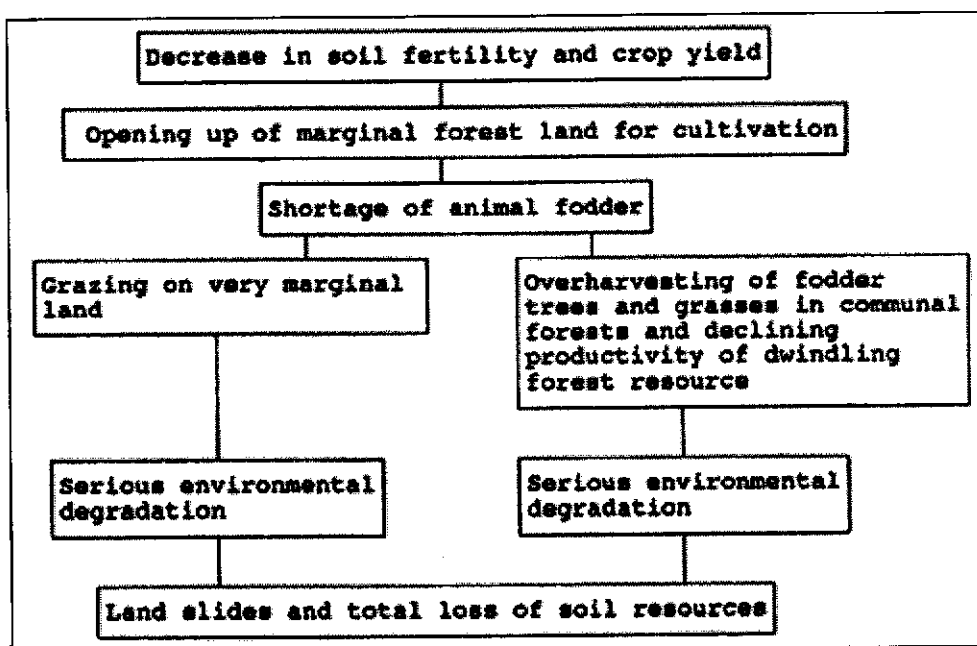 Decrease in soil fertility and crop yield
Opening up of marginal forest land for cultivation
Shortage of animal fodder
Grazing on very marginal
land
Overharvesting of fodder
trees and grasses in communal
forests and declining
productivity of dwindling
forest resource
Serious environmental
degradation
Serious environmental
degradation
Land slides and total loss of soil resources